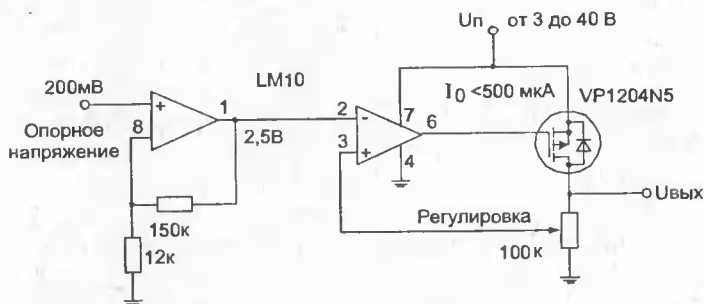 Uп от 3 до 40 В
LM10
200мВ
I0 <500 мкА
VP1204N5
+
1
8
Опорное
напряжение
2,5В
2
-
7
6
3
+
4
Uвых
Регулировка
150к
100к
12к